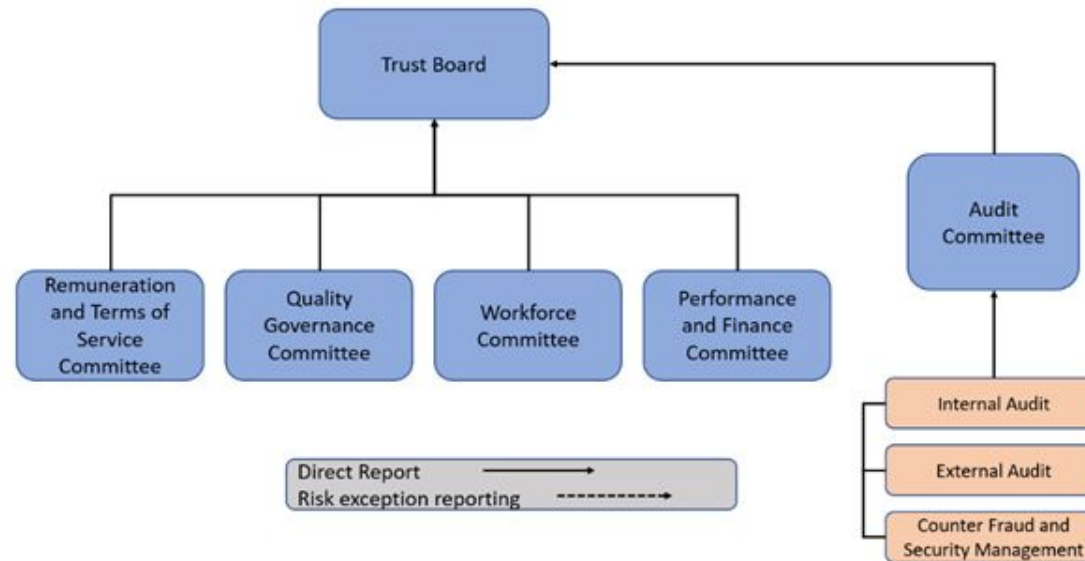 Trust Board
Audit
Committee
Remuneration
and Terms of
Service
Committee
Quality
Governance
Committee
Workforce
Committee
Performance
and Finance
Committee
Internal Audit
External Audit
Counter Fraud and
Security Management
Direct Report
Risk exception reporting